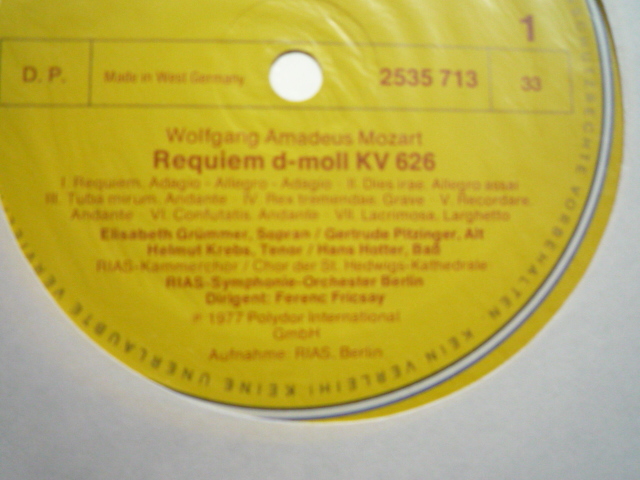 1
D. P.
Made in West Germany
2535 713
33
Wolfgang Amadeus Mozart
Requiem d-moll KV 626
I. Requiem. Adagio - Allegro - Adagio II. Dies irae. Allegro assai
III. Tuba mirum. Andante IV. Rex tremendae. Grave V. Recordare.
Andante VI. Confutatis. Andante VII. Lacrimosa. Larghetto
Elisabeth Grümmer, Sopran / Gertrude Pitzinger, Alt
Helmut Krebs, Tenor / Hans Hotter, Baß
RIAS-Kammerchor / Chor der St. Hedwigs-Kathedrale
RIAS-Symphonie-Orchester Berlin
Dirigent: Ferenc Fricsay
℗ 1977 Polydor International
GmbH
Aufnahme: RIAS, Berlin
VORBEHALTEN KEIN VERLEIH! KEINE UNERLAUBTE